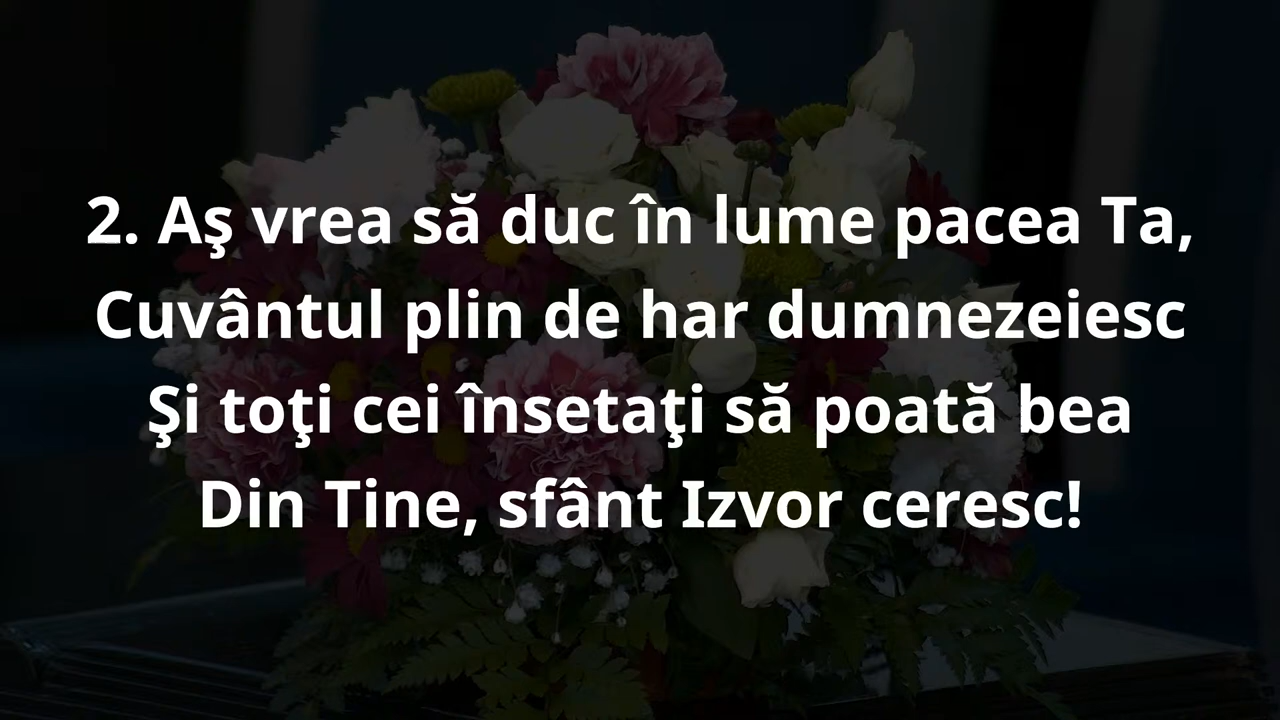 2. Aş vrea să duc în lume pacea Ta,
Cuvântul plin de har dumnezeiesc
Şi toţi cei însetaţi să poată bea
Din Tine, sfânt Izvor ceresc!